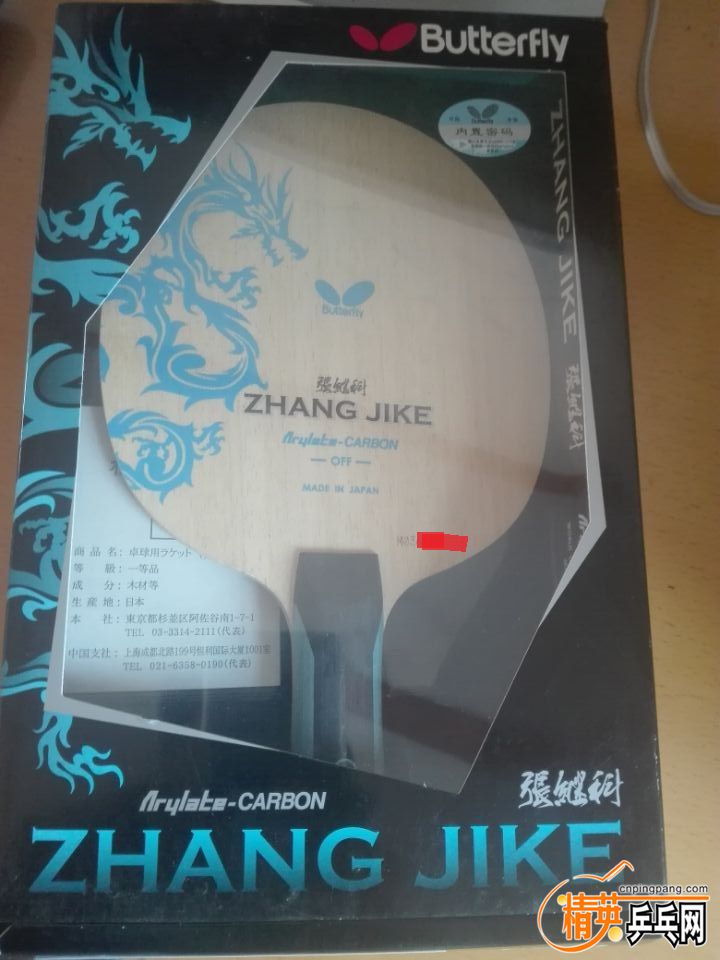 Butterfly
Butterfly
内置密码
ZHANG JIKE
張継科
Butterfly
張継科
ZHANG JIKE
Arylate-CARBON
OFF
MADE IN JAPAN
商品名：卓球用ラケット
等　級：一等品
成　分：木材等
生産地：日本
本　社：東京都杉並区阿佐谷南1-7-1
TEL 03-3314-2111(代表)
中国支社：上海成都北路199号恒利国际大厦1001室
TEL 021-6358-0190(代表)
Arylate-CARBON
張継科
ZHANG JIKE
cnpingpang.com
精英乒乓网